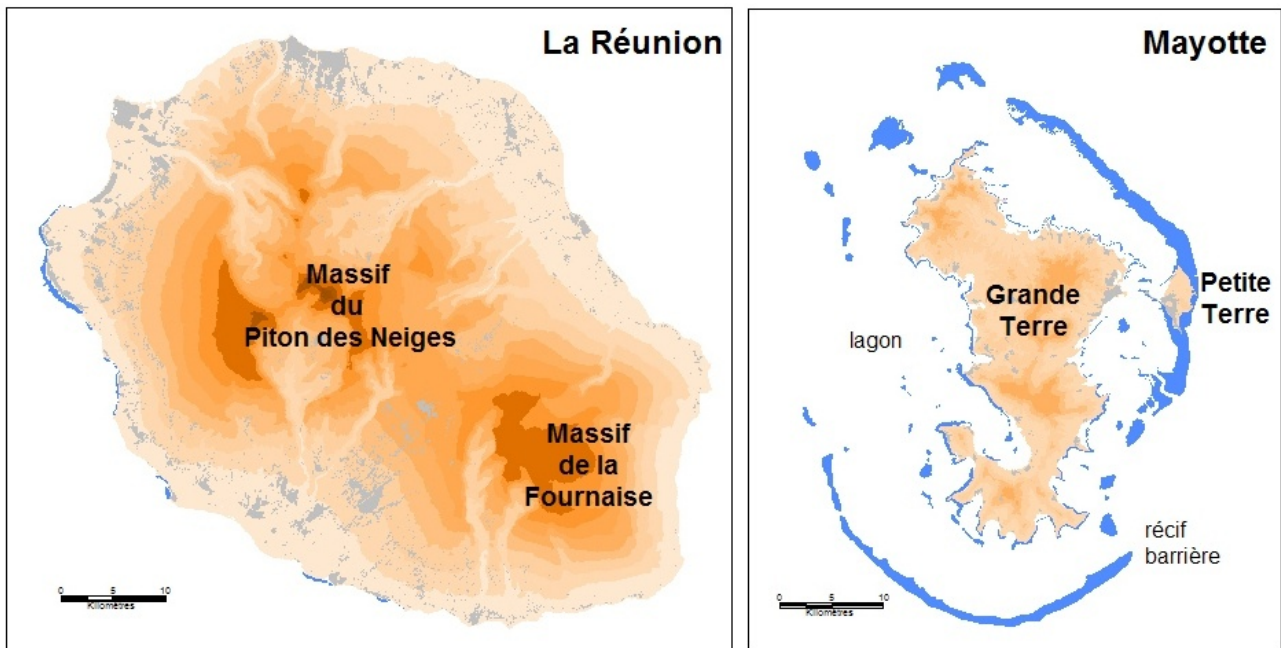 La Réunion
Massif
du
Piton des Neiges
Massif
de la
Fournaise
0 5 10
Kilomètres
Mayotte
Grande
Terre
Petite
Terre
lagon
récif
barrière
0 5 10
Kilomètres